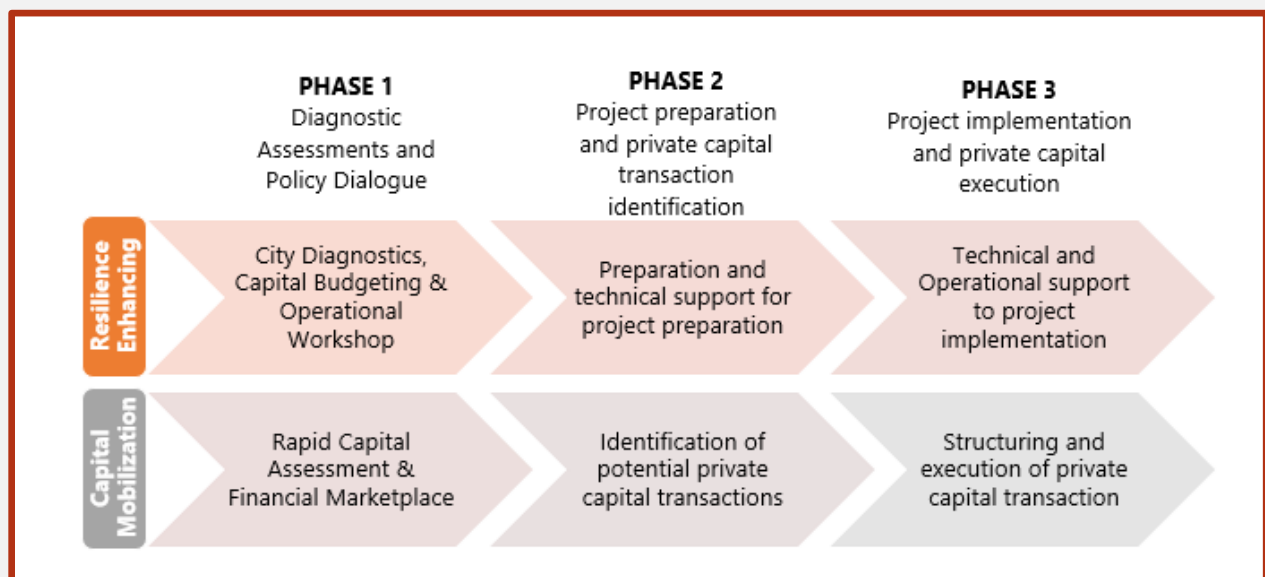 PHASE 1
Diagnostic
Assessments and
Policy Dialogue
PHASE 2
Project preparation
and private capital
transaction
identification
PHASE 3
Project implementation
and private capital
execution
Resilience
Enhancing
City Diagnostics,
Capital Budgeting &
Operational
Workshop
Preparation and
technical support for
project preparation
Technical and
Operational support
to project
implementation
Capital
Mobilization
Rapid Capital
Assessment &
Financial Marketplace
Identification of
potential private
capital transactions
Structuring and
execution of private
capital transaction